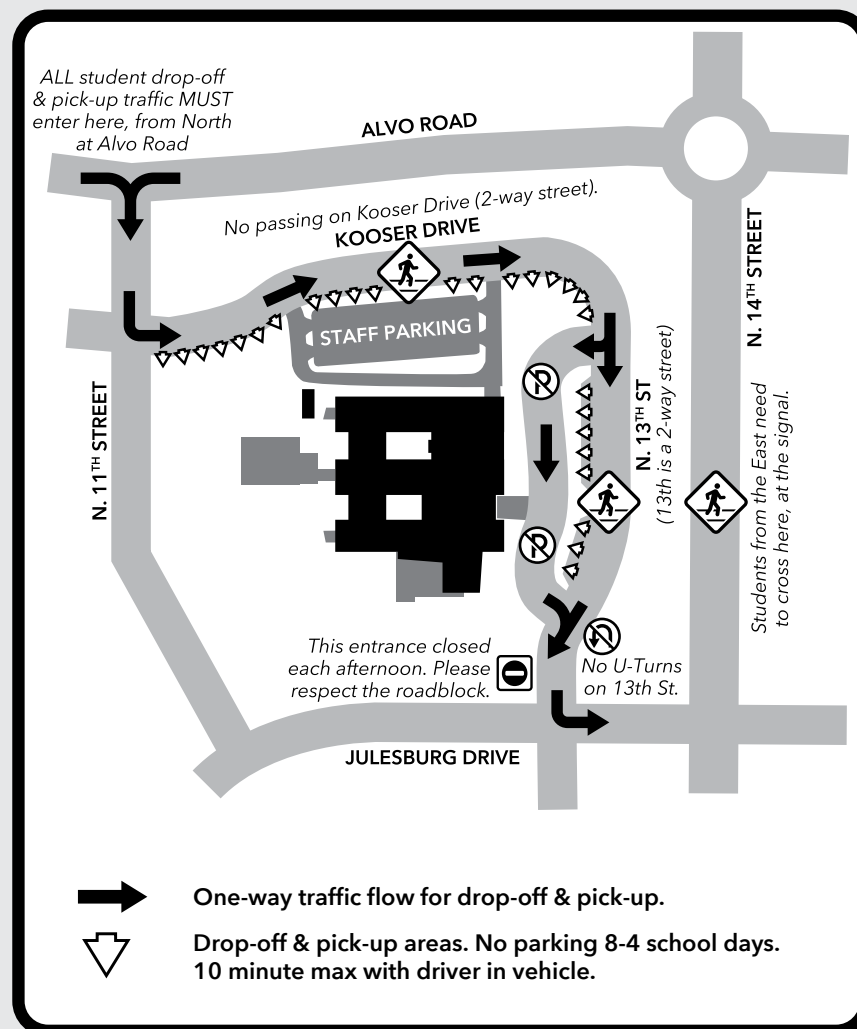 ALL student drop-off
& pick-up traffic MUST
enter here, from North
at Alvo Road
ALVO ROAD
No passing on Kooser Drive (2-way street).
KOOSER DRIVE
STAFF PARKING
N. 11TH STREET
N. 13TH ST
(13th is a 2-way street)
N. 14TH STREET
Students from the East need
to cross here, at the signal.
P
P
This entrance closed
each afternoon. Please
respect the roadblock.
No U-Turns
on 13th St.
JULESBURG DRIVE
One-way traffic flow for drop-off & pick-up.
Drop-off & pick-up areas. No parking 8-4 school days.
10 minute max with driver in vehicle.